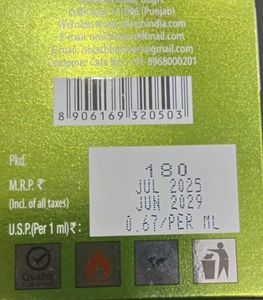 (Punjab)
Customer Care No. : M- 8968000201
8 906169 320503
Pkd.
180
M.R.P. ₹
JUL 2025
(Incl. of all taxes)
JUN 2029
U.S.P.(Per 1 ml)₹ :
0.67/PER ML
Quality